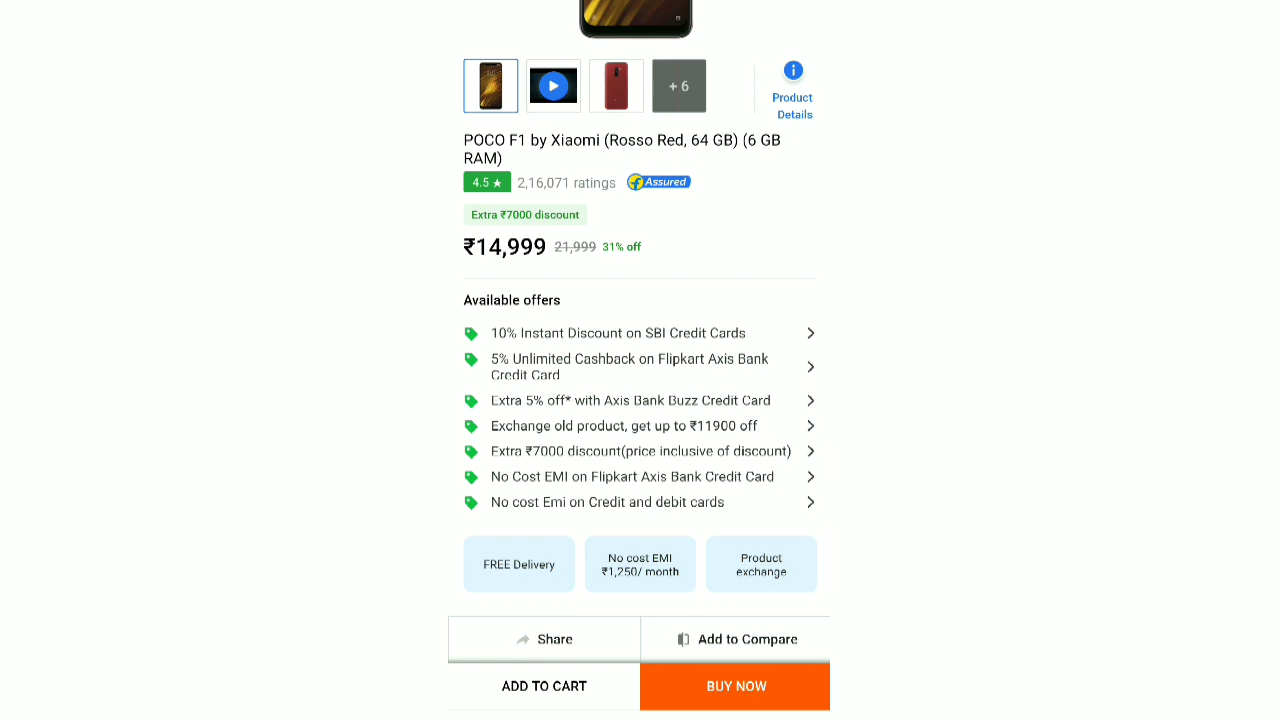 + 6
Product
Details
POCO F1 by Xiaomi (Rosso Red, 64 GB) (6 GB
RAM)
4.5 ★ 2,16,071 ratings f Assured
Extra ₹7000 discount
₹14,999 21,999 31% off
Available offers
10% Instant Discount on SBI Credit Cards
5% Unlimited Cashback on Flipkart Axis Bank
Credit Card
Extra 5% off* with Axis Bank Buzz Credit Card
Exchange old product, get up to ₹11900 off
Extra ₹7000 discount(price inclusive of discount)
No Cost EMI on Flipkart Axis Bank Credit Card
No cost Emi on Credit and debit cards
FREE Delivery
No cost EMI
₹1,250/ month
Product
exchange
Share
Add to Compare
ADD TO CART
BUY NOW